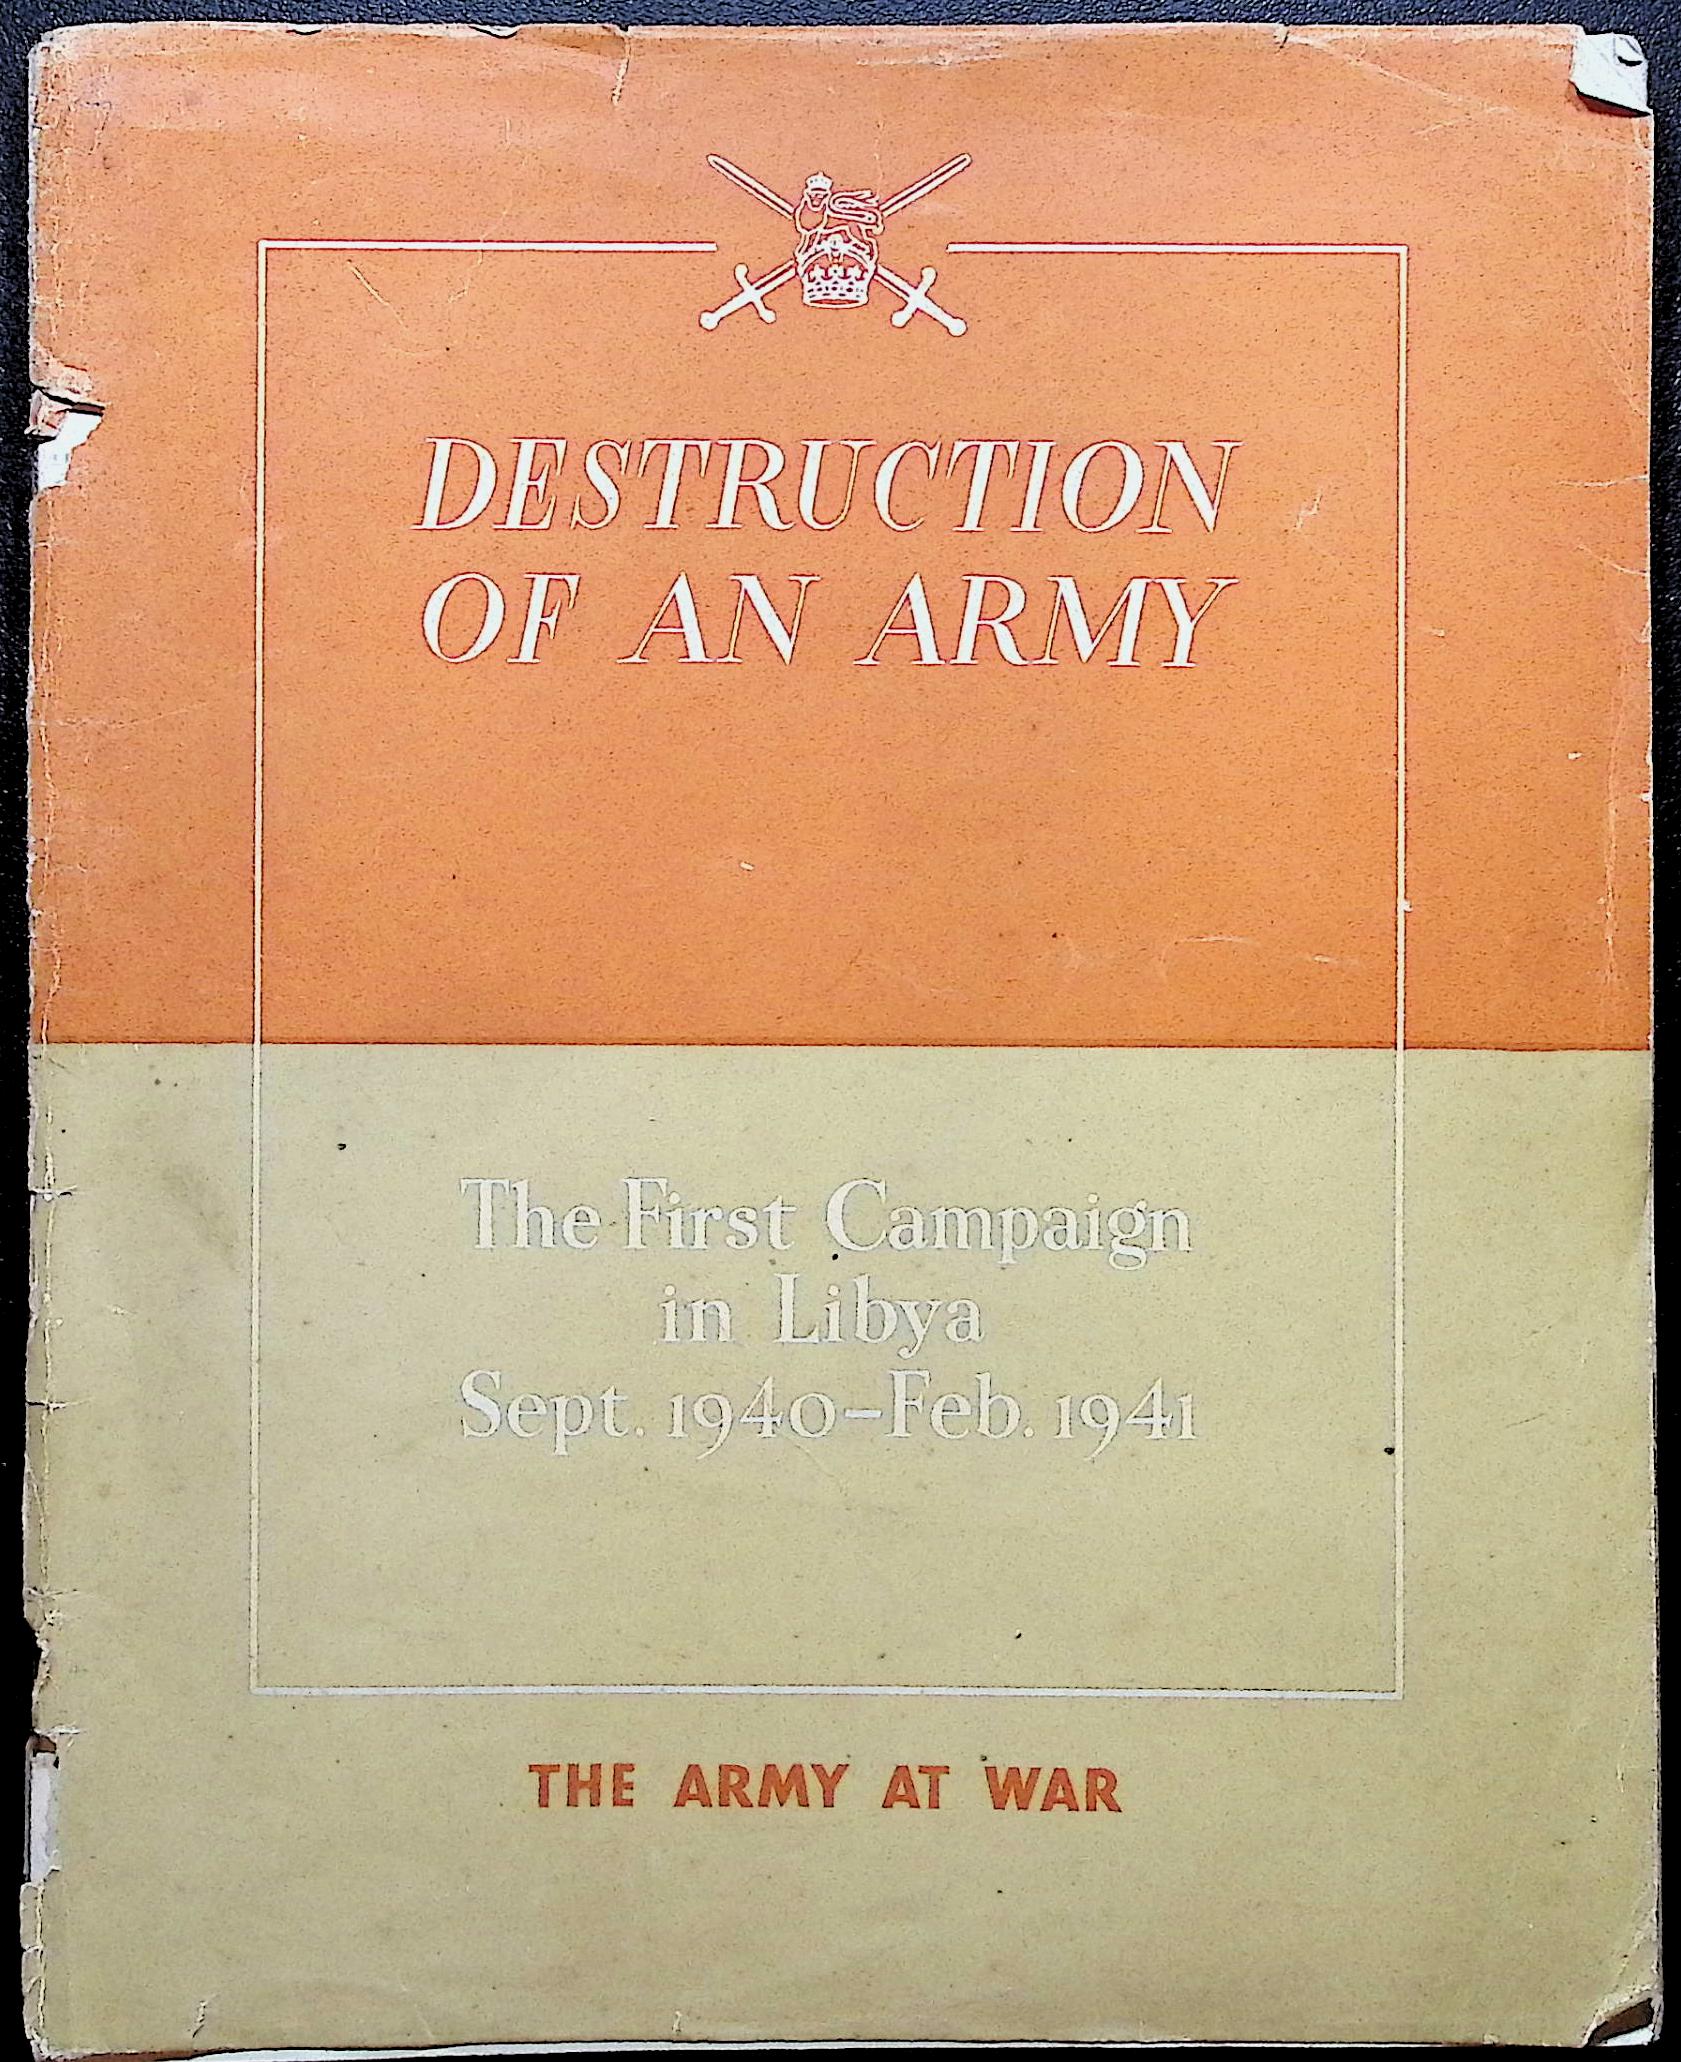 DESTRUCTION
OF AN ARMY
The First Campaign
in Libya
Sept. 1940–Feb. 1941
THE ARMY AT WAR